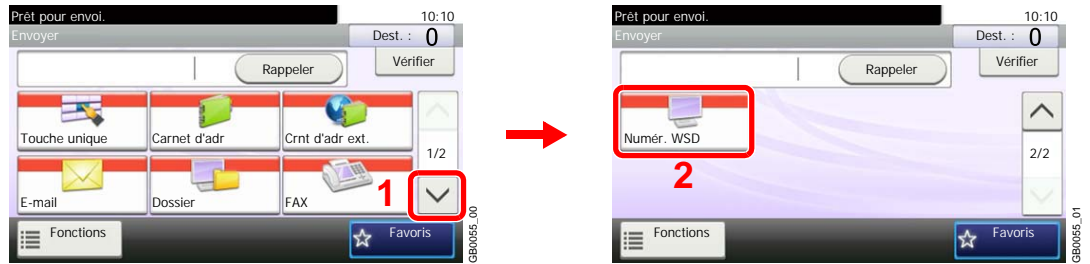 Prêt pour envoi.
10:10
Envoyer
Dest. : 0
Rappeler
Vérifier
Touche unique
Carnet d'adr
Crnt d'adr ext.
1/2
E-mail
Dossier
FAX
1
Fonctions
Favoris
GB0055_00
Prêt pour envoi.
10:10
Envoyer
Dest. : 0
Rappeler
Vérifier
Numér. WSD
2/2
2
Fonctions
Favoris
GB0055_01